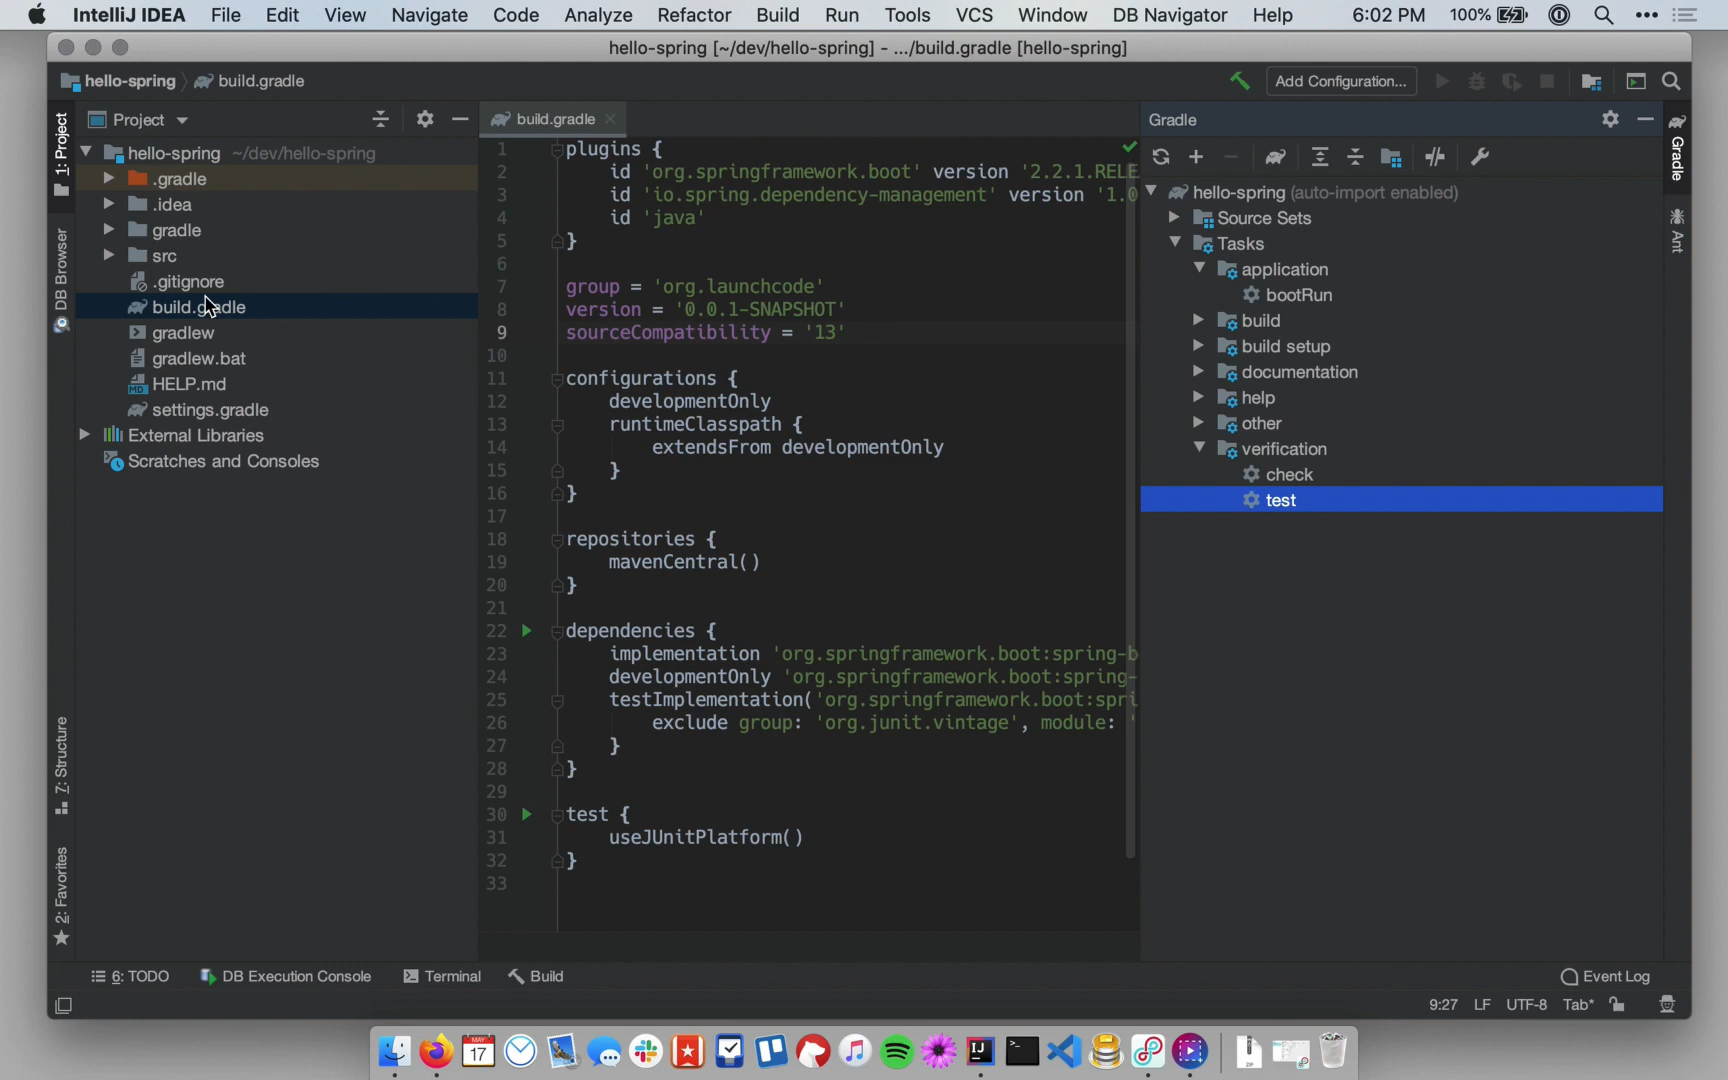 IntelliJ IDEA File Edit View Navigate Code Analyze Refactor Build Run Tools VCS Window DB Navigator Help 6:02 PM 100%
hello-spring [~/dev/hello-spring] - .../build.gradle [hello-spring]
hello-spring build.gradle Add Configuration...
1: Project
DB Browser
7: Structure
2: Favorites
Project
hello-spring ~/dev/hello-spring
.gradle
.idea
gradle
src
.gitignore
build.gradle
gradlew
gradlew.bat
HELP.md
settings.gradle
External Libraries
Scratches and Consoles
build.gradle
1 plugins {
2 id 'org.springframework.boot' version '2.2.1.RELE
3 id 'io.spring.dependency-management' version '1.0
4 id 'java'
5 }
6
7 group = 'org.launchcode'
8 version = '0.0.1-SNAPSHOT'
9 sourceCompatibility = '13'
10
11 configurations {
12 developmentOnly
13 runtimeClasspath {
14 extendsFrom developmentOnly
15 }
16 }
17
18 repositories {
19 mavenCentral()
20 }
21
22 dependencies {
23 implementation 'org.springframework.boot:spring-b
24 developmentOnly 'org.springframework.boot:spring-
25 testImplementation('org.springframework.boot:spri
26 exclude group: 'org.junit.vintage', module: '
27 }
28 }
29
30 test {
31 useJUnitPlatform()
32 }
33
Gradle
hello-spring (auto-import enabled)
Source Sets
Tasks
application
bootRun
build
build setup
documentation
help
other
verification
check
test
Gradle
Ant
6: TODO DB Execution Console Terminal Build Event Log
9:27 LF UTF-8 Tab*
MAY
17
IJ
ZIP